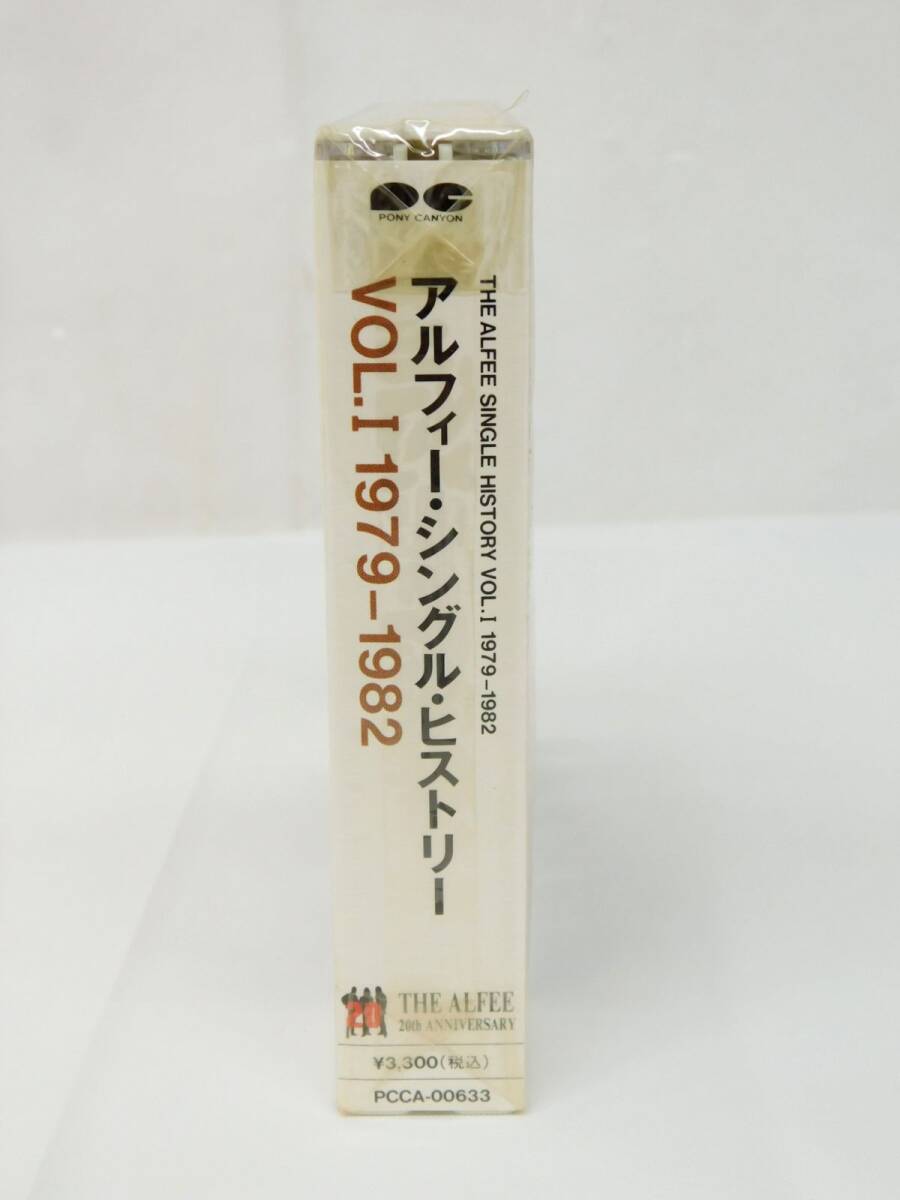 PONY CANYON
THE ALFEE SINGLE HISTORY VOL.I 1979-1982
アルフィー・シングル・ヒストリー
VOL.I 1979-1982
20
THE ALFEE
20th ANNIVERSARY
¥3,300(税込)
PCCA-00633